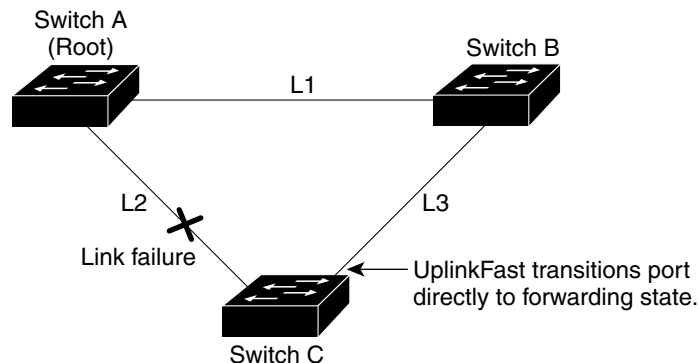 Switch A
(Root)
Switch B
L1
L2
L3
Link failure
UplinkFast transitions port
directly to forwarding state.
Switch C